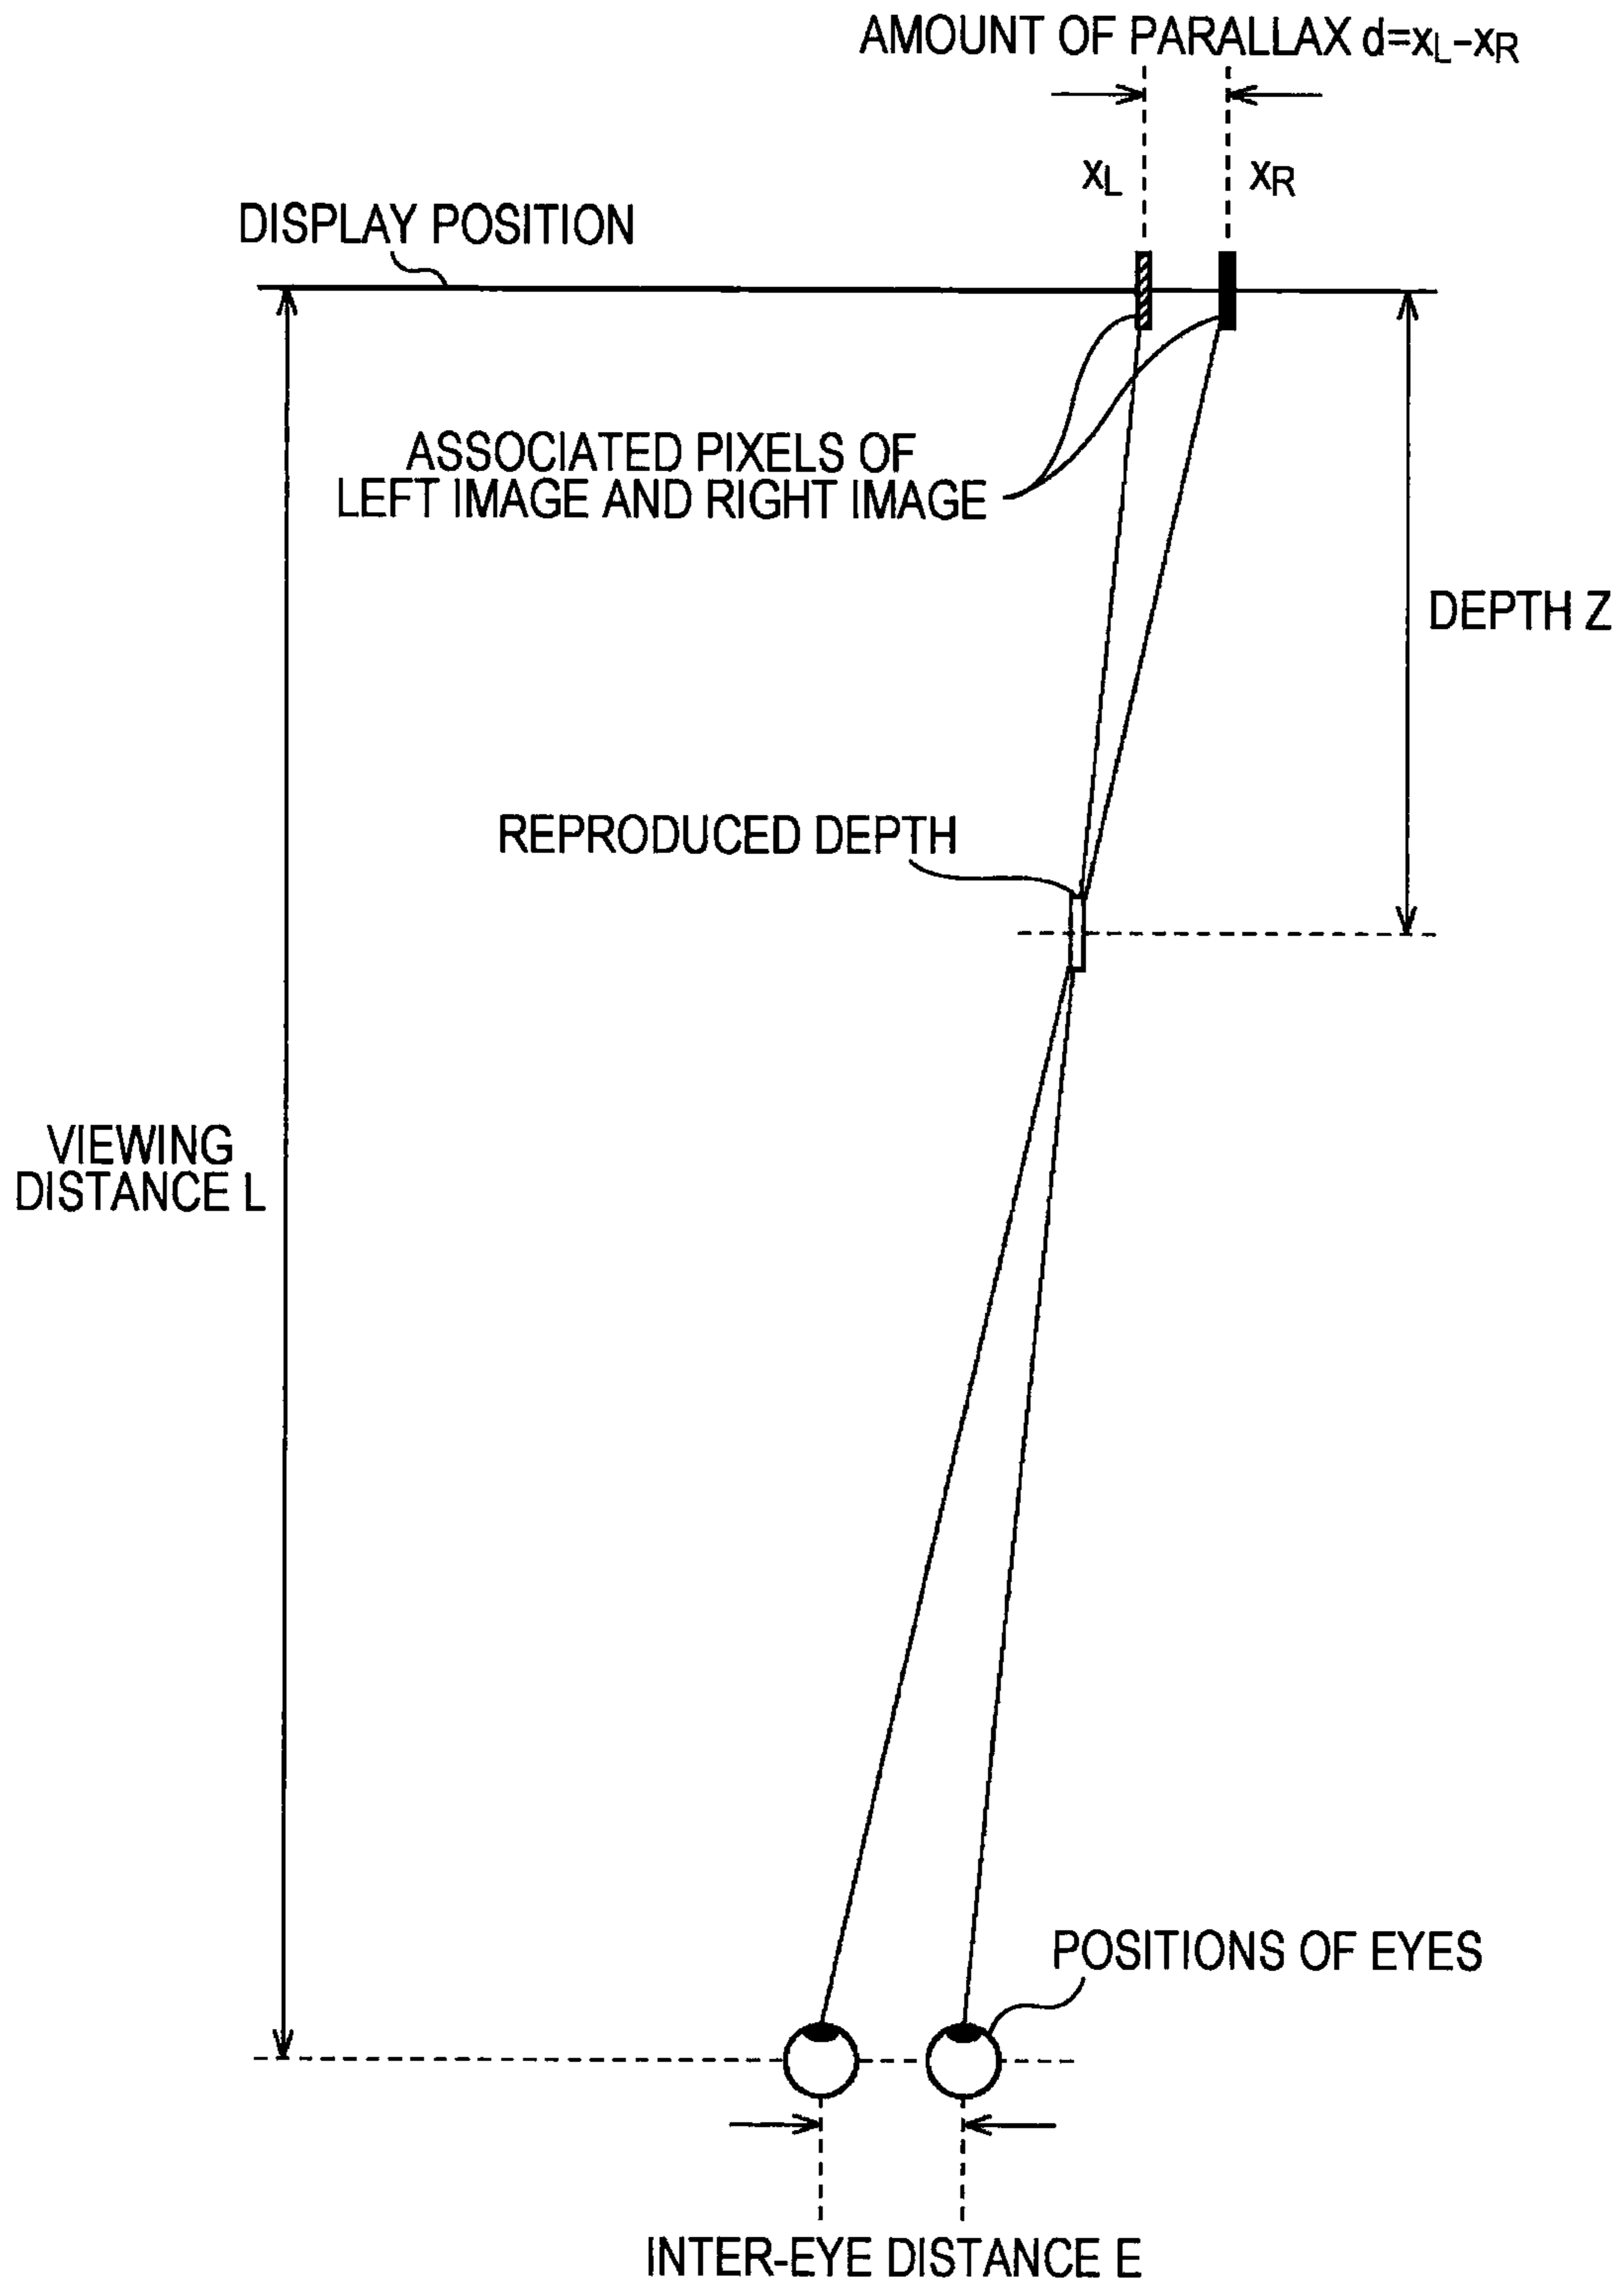 AMOUNT OF PARALLAX d=xL-xR
xL
xR
DISPLAY POSITION
ASSOCIATED PIXELS OF
LEFT IMAGE AND RIGHT IMAGE
DEPTH Z
REPRODUCED DEPTH
VIEWING
DISTANCE L
POSITIONS OF EYES
INTER-EYE DISTANCE E